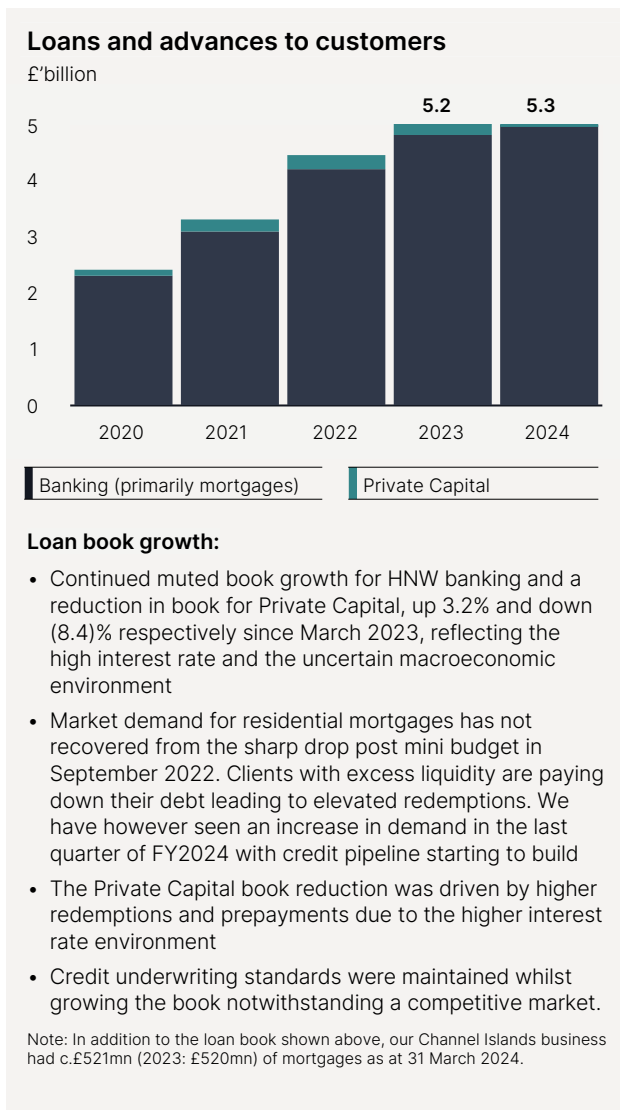 Loans and advances to customers
£’billion
5.2
5.3
5
4
3
2
1
0
2020
2021
2022
2023
2024
Banking (primarily mortgages)
Private Capital
Loan book growth:
• Continued muted book growth for HNW banking and a
reduction in book for Private Capital, up 3.2% and down
(8.4)% respectively since March 2023, reflecting the
high interest rate and the uncertain macroeconomic
environment
• Market demand for residential mortgages has not
recovered from the sharp drop post mini budget in
September 2022. Clients with excess liquidity are paying
down their debt leading to elevated redemptions. We
have however seen an increase in demand in the last
quarter of FY2024 with credit pipeline starting to build
• The Private Capital book reduction was driven by higher
redemptions and prepayments due to the higher interest
rate environment
• Credit underwriting standards were maintained whilst
growing the book notwithstanding a competitive market.
Note: In addition to the loan book shown above, our Channel Islands business
had c.£521mn (2023: £520mn) of mortgages as at 31 March 2024.